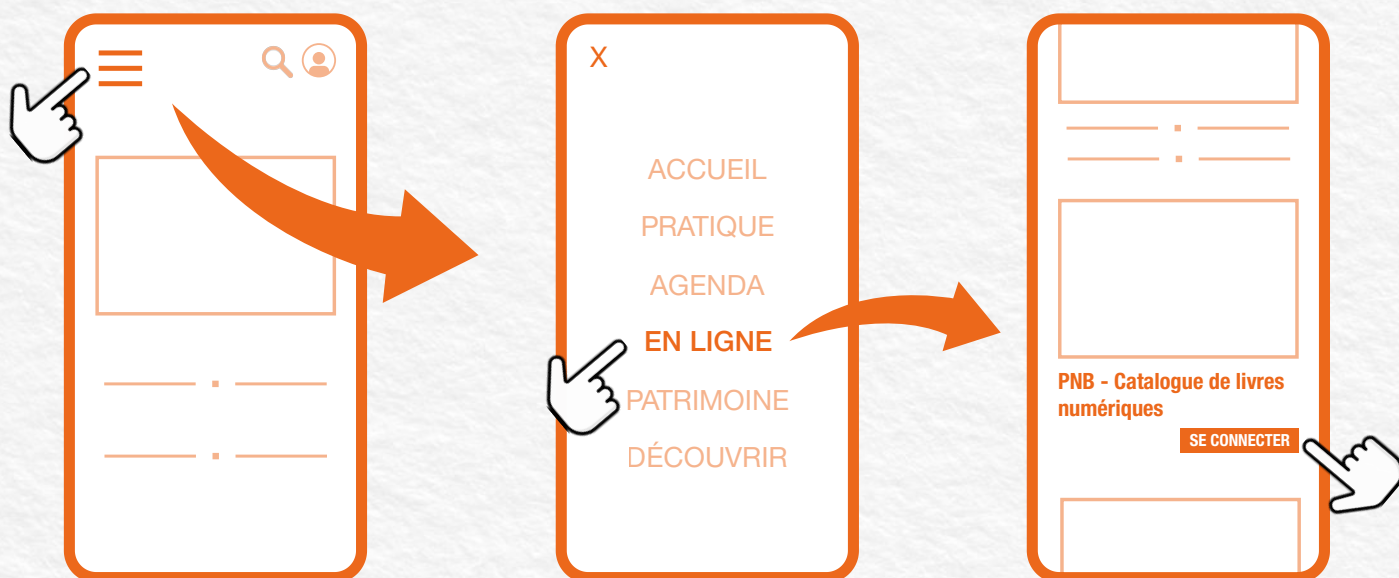 X
ACCUEIL
PRATIQUE
AGENDA
EN LIGNE
PATRIMOINE
DÉCOUVRIR
PNB - Catalogue de livres
numériques
SE CONNECTER